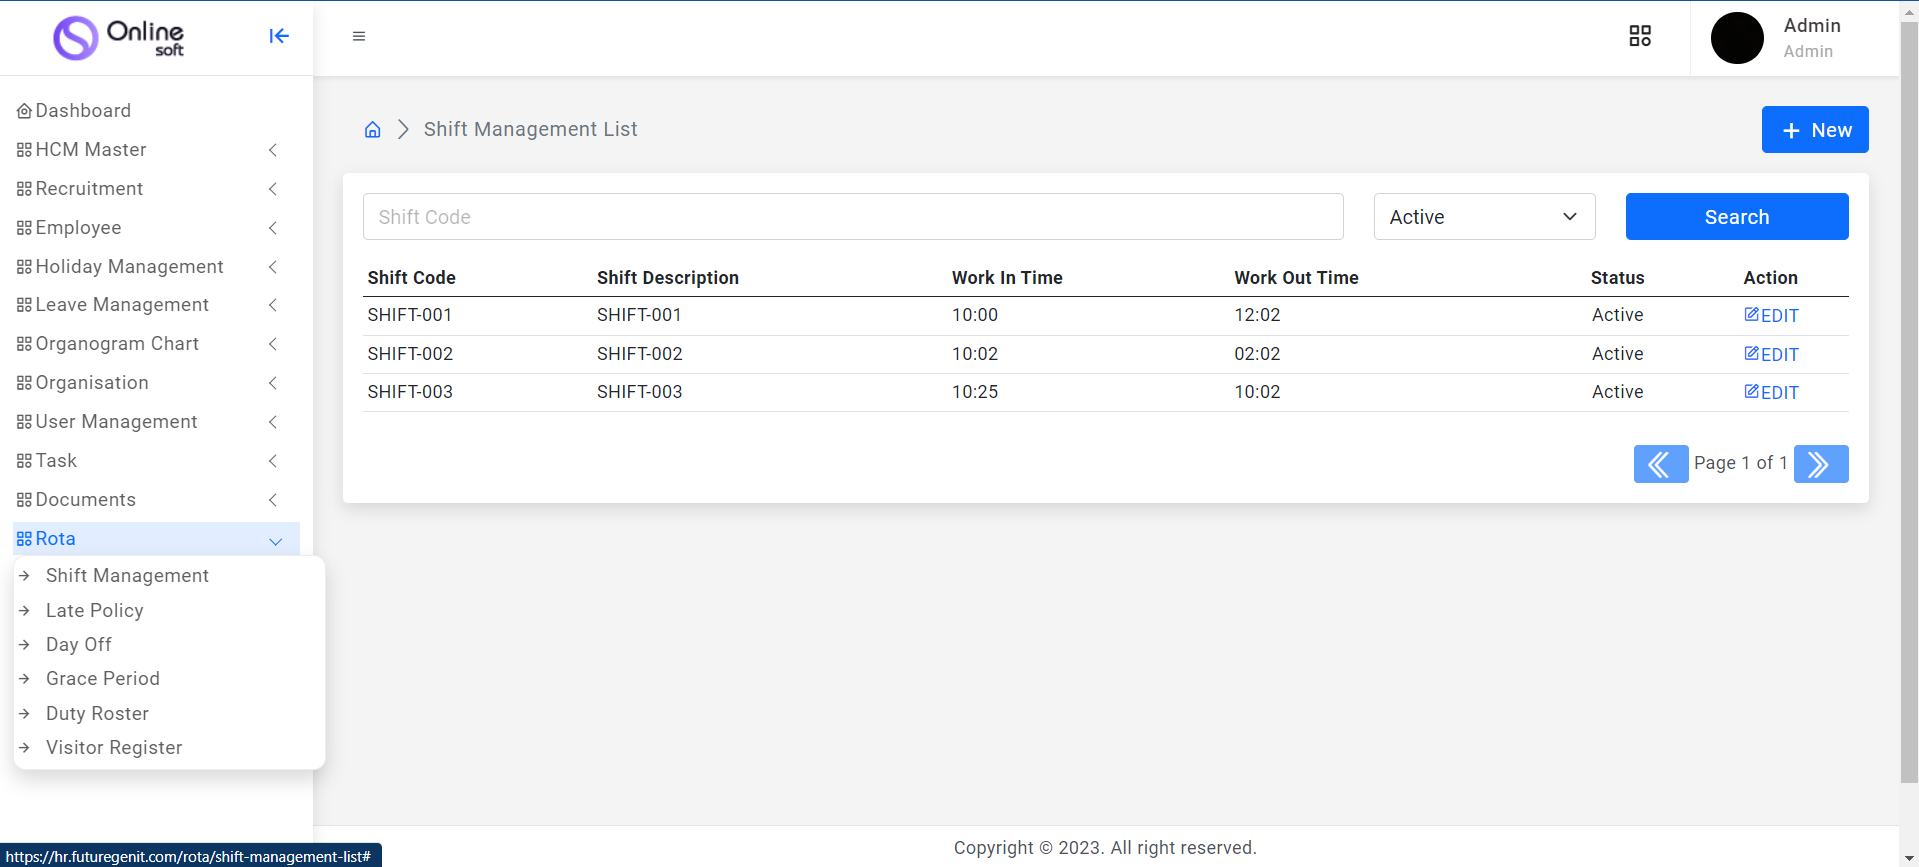 Online
soft
Admin
Admin
Dashboard
HCM Master
Recruitment
Employee
Holiday Management
Leave Management
Organogram Chart
Organisation
User Management
Task
Documents
Rota
Shift Management
Late Policy
Day Off
Grace Period
Duty Roster
Visitor Register
Shift Management List
+ New
Shift Code
Active
Search
Shift Code Shift Description Work In Time Work Out Time Status Action
SHIFT-001 SHIFT-001 10:00 12:02 Active EDIT
SHIFT-002 SHIFT-002 10:02 02:02 Active EDIT
SHIFT-003 SHIFT-003 10:25 10:02 Active EDIT
Page 1 of 1
Copyright © 2023. All right reserved.
https://hr.futuregenit.com/rota/shift-management-list#